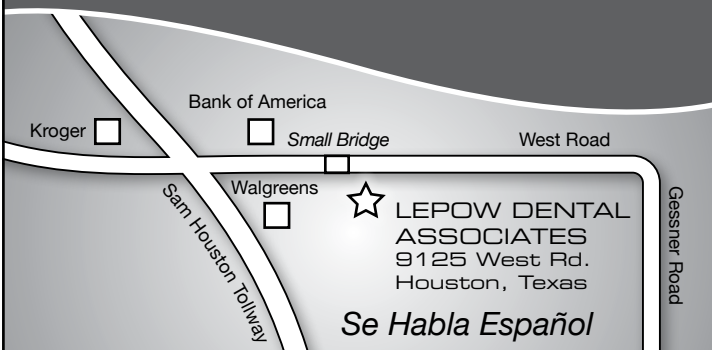 Bank of America
Kroger
Small Bridge
West Road
Walgreens
Sam Houston Tollway
Gessner Road
LEPOW DENTAL
ASSOCIATES
9125 West Rd.
Houston, Texas
Se Habla Español